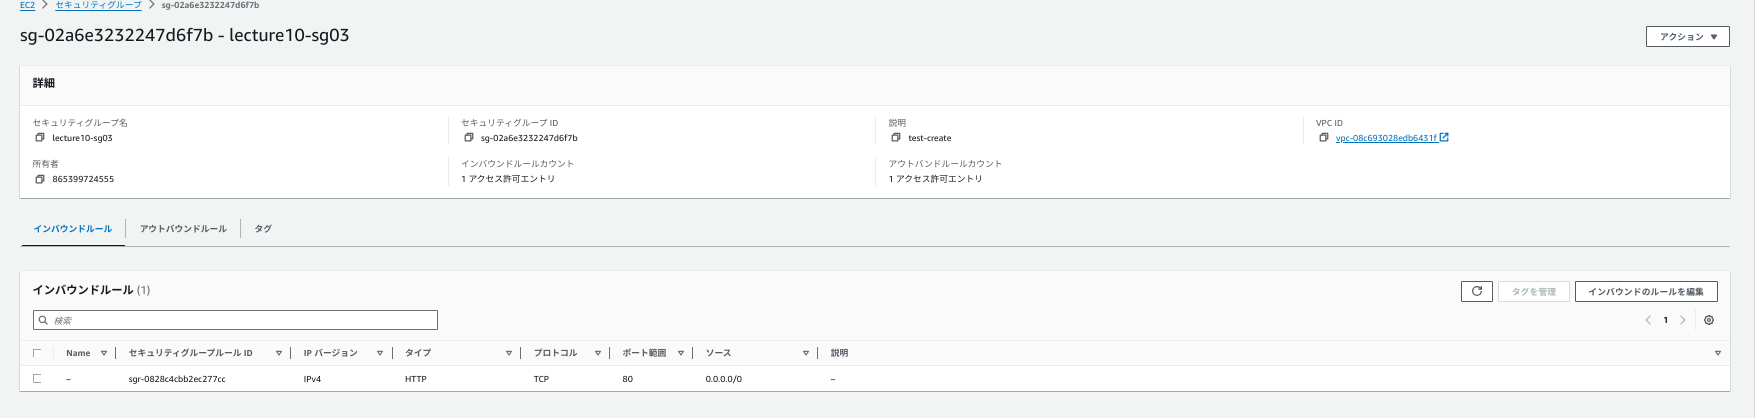 EC2 > セキュリティグループ > sg-02a6e3232247d6f7b
sg-02a6e3232247d6f7b - lecture10-sg03
アクション ▼
詳細
セキュリティグループ名 セキュリティグループ ID 説明 VPC ID
lecture10-sg03 sg-02a6e3232247d6f7b test-create vpc-08c693028edb6431f
所有者 インバウンドルールカウント アウトバンドルールカウント
865399724555 1 アクセス許可エントリ 1 アクセス許可エントリ
インバウンドルール アウトバウンドルール タグ
インバウンドルール (1)
タグを管理 インバウンドのルールを編集
検索
1
Name セキュリティグループルール ID IP バージョン タイプ プロトコル ポート範囲 ソース 説明
– sgr-0828c4cbb2ec277cc IPv4 HTTP TCP 80 0.0.0.0/0 –